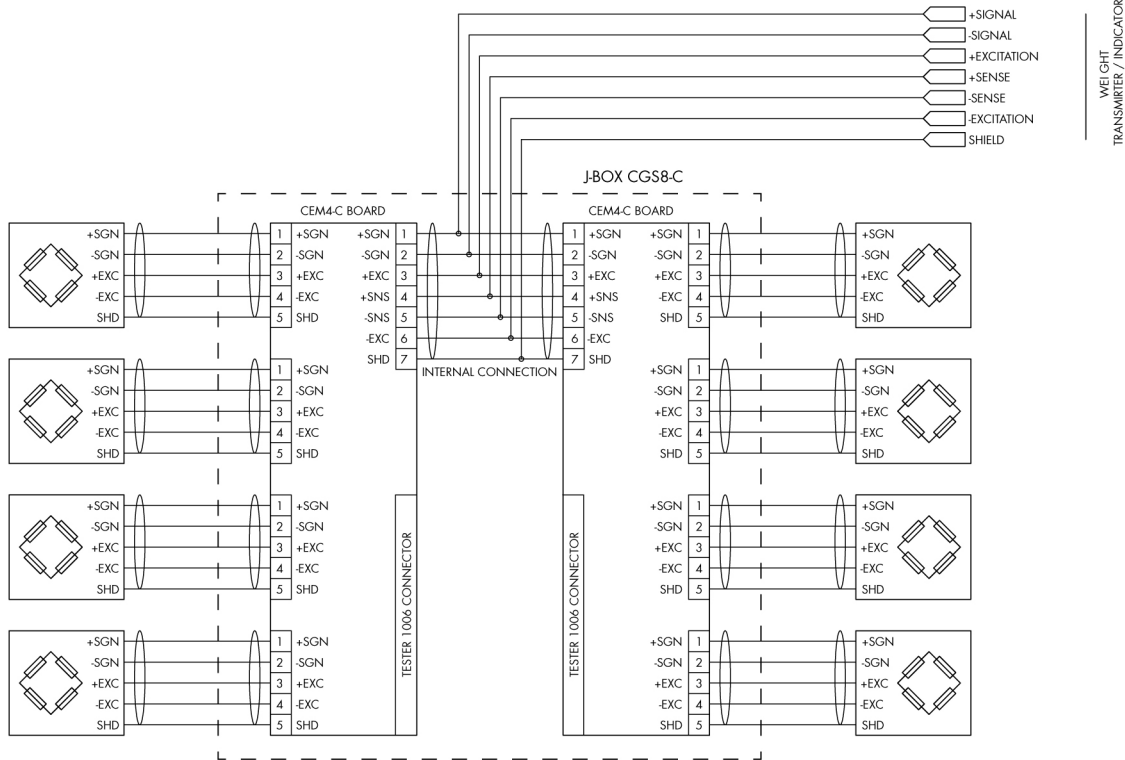 +SIGNAL
-SIGNAL
+EXCITATION
+SENSE
-SENSE
-EXCITATION
SHIELD
WEI GHT
TRANSMIRTER / INDICATOR
J-BOX CGS8-C
CEM4-C BOARD CEM4-C BOARD
+SGN 1 +SGN +SGN 1 1 +SGN +SGN 1 +SGN
-SGN 2 -SGN -SGN 2 2 -SGN -SGN 2 -SGN
+EXC 3 +EXC +EXC 3 3 +EXC +EXC 3 +EXC
-EXC 4 -EXC +SNS 4 4 +SNS -EXC 4 -EXC
SHD 5 SHD -SNS 5 5 -SNS SHD 5 SHD
-EXC 6 6 -EXC
SHD 7 7 SHD
INTERNAL CONNECTION
+SGN 1 +SGN +SGN 1 +SGN
-SGN 2 -SGN -SGN 2 -SGN
+EXC 3 +EXC +EXC 3 +EXC
-EXC 4 -EXC -EXC 4 -EXC
SHD 5 SHD SHD 5 SHD
+SGN 1 +SGN +SGN 1 +SGN
-SGN 2 -SGN -SGN 2 -SGN
+EXC 3 +EXC +EXC 3 +EXC
-EXC 4 -EXC -EXC 4 -EXC
SHD 5 SHD SHD 5 SHD
TESTER 1006 CONNECTOR
TESTER 1006 CONNECTOR
+SGN 1 +SGN +SGN 1 +SGN
-SGN 2 -SGN -SGN 2 -SGN
+EXC 3 +EXC +EXC 3 +EXC
-EXC 4 -EXC -EXC 4 -EXC
SHD 5 SHD SHD 5 SHD